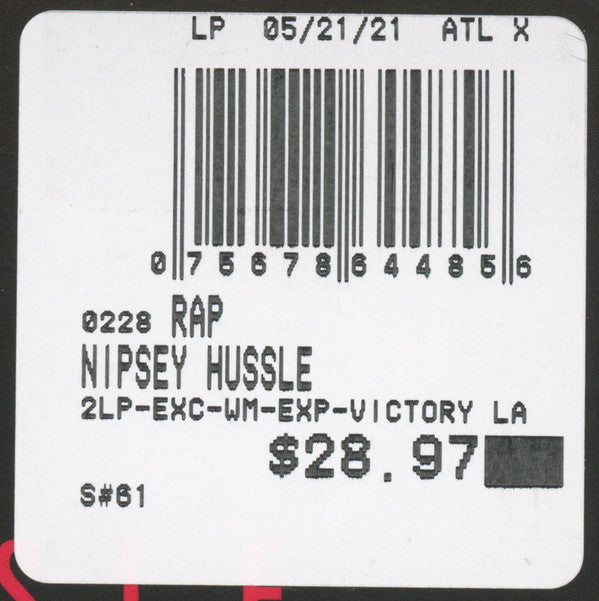 LP 05/21/21 ATL X
0 75678 64485 6
0228 RAP
NIPSEY HUSSLE
2LP-EXC-WM-EXP-VICTORY LA
$28.97
S#61